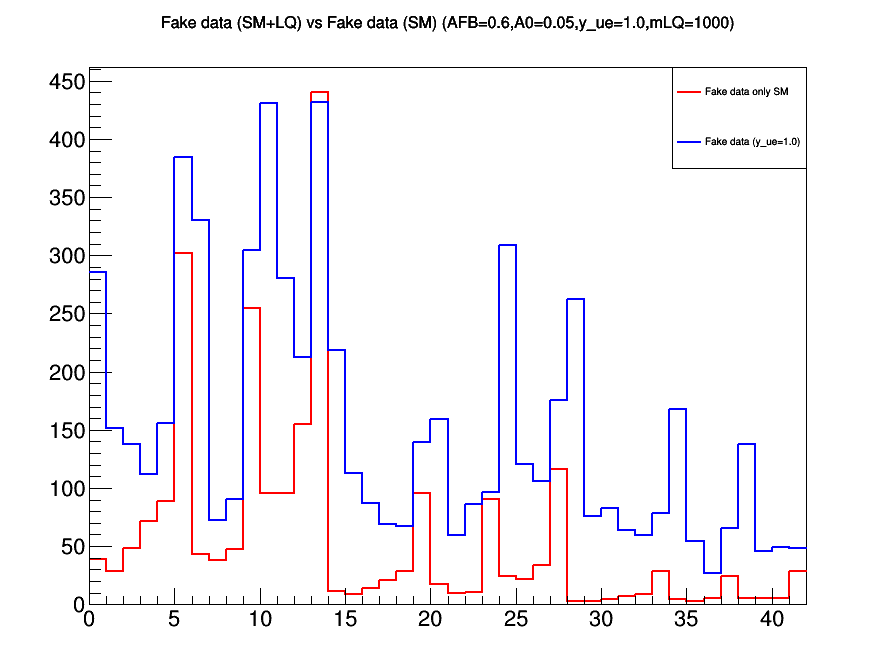 Fake data (SM+LQ) vs Fake data (SM) (AFB=0.6,A0=0.05,y_ue=1.0,mLQ=1000)
Fake data only SM
Fake data (y_ue=1.0)
450
400
350
300
250
200
150
100
50
0
0 5 10 15 20 25 30 35 40